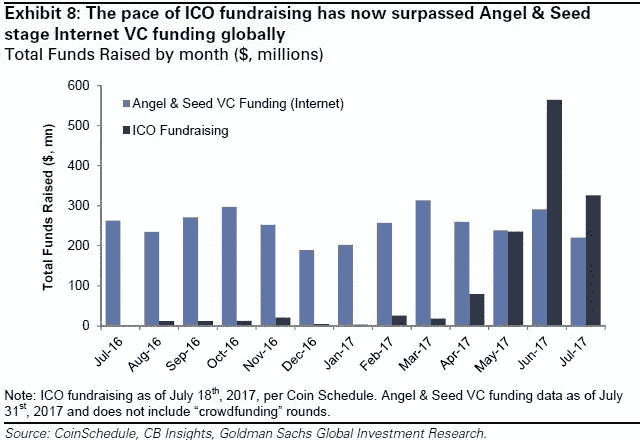 Exhibit 8: The pace of ICO fundraising has now surpassed Angel & Seed
stage Internet VC funding globally
Total Funds Raised by month ($, millions)
Total Funds Raised ($, mn)
600
500
400
300
200
100
0
Angel & Seed VC Funding (Internet)
ICO Fundraising
Jul-16
Aug-16
Sep-16
Oct-16
Nov-16
Dec-16
Jan-17
Feb-17
Mar-17
Apr-17
May-17
Jun-17
Jul-17
Note: ICO fundraising as of July 18th, 2017, per Coin Schedule. Angel & Seed VC funding data as of July
31st, 2017 and does not include “crowdfunding” rounds.
Source: CoinSchedule, CB Insights, Goldman Sachs Global Investment Research.